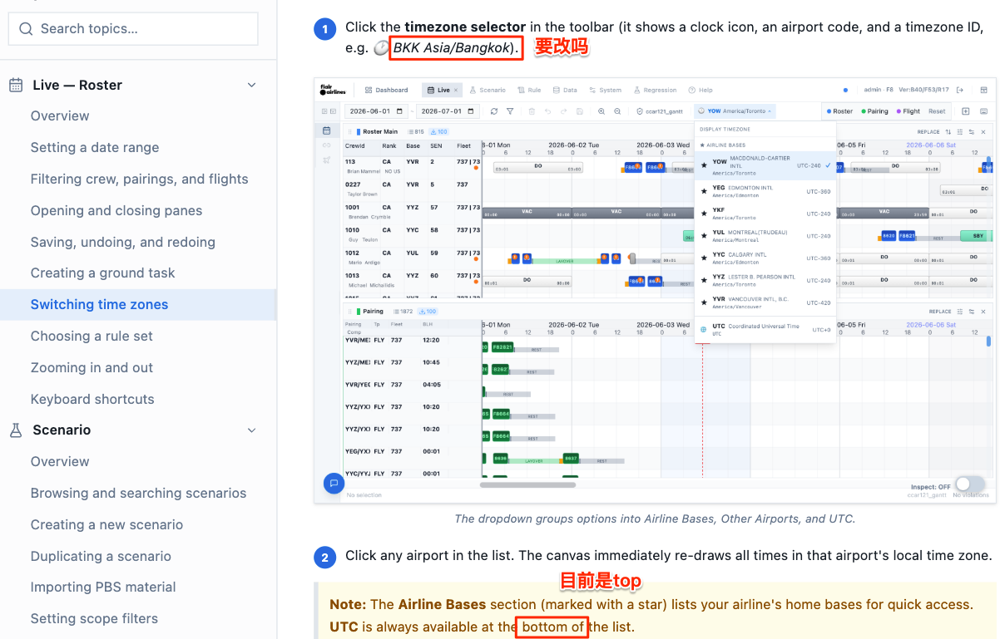 Search topics...
Live — Roster
Overview
Setting a date range
Filtering crew, pairings, and flights
Opening and closing panes
Saving, undoing, and redoing
Creating a ground task
Switching time zones
Choosing a rule set
Zooming in and out
Keyboard shortcuts
Scenario
Overview
Browsing and searching scenarios
Creating a new scenario
Duplicating a scenario
Importing PBS material
Setting scope filters
1 Click the timezone selector in the toolbar (it shows a clock icon, an airport code, and a timezone ID,
e.g. BKK Asia/Bangkok). 要改吗
flair airlines Dashboard Live × Scenario Rule Data System Regression Help admin · F8 Ver:B40/F53/R17
2026-06-01 ~ 2026-07-01 ccar121_gantt YOW America/Toronto Roster Pairing Flight Reset
Roster Main 815 100 REPLACE
CrewId Rank Base SEN Fleet
6-01 Mon 2026-06-02 Tue 2026-06-03 Wed 06-05 Fri 2026-06-06 Sat
113 CA YVR 2 737|73
Brian Mammel NO US
0227 CA YVR 5 737
Taylor Brown
1001 CA YYZ 57 737|73
Brendan Crymble
1010 CA YYC 58 737|73
Guy Teulon
1012 CA YUL 59 737|73
Mario Ardigo
1013 CA YYZ 60 737|73
Michael Michailidis
DISPLAY TIMEZONE
★ AIRLINE BASES
★ YOW MACDONALD-CARTIER INTL UTC-240 ✓
America/Toronto
★ YEG EDMONTON INTL UTC-360
America/Edmonton
★ YKF UTC-240
America/Toronto
★ YUL MONTREAL(TRUDEAU) UTC-240
America/Montreal
★ YYC CALGARY INTL UTC-360
America/Edmonton
★ YYZ LESTER B. PEARSON INTL UTC-240
America/Toronto
★ YVR VANCOUVER INTL, B.C. UTC-420
America/Vancouver
UTC Coordinated Universal Time UTC+0
UTC
Pairing 1872 100 REPLACE
Pairing Comp Tp Fleet BLH
6-01 Mon 2026-06-02 Tue 2026-06-03 Wed 06-05 Fri 2026-06-06 Sat
YVR/MEX FLY 737 12:20
YYZ/MEX FLY 737 10:45
YVR/YEG FLY 737 04:05
YYZ/YXX FLY 737 10:20
YYZ/YXX FLY 737 10:20
YEG/YXX FLY 737 00:01
YYC/YYJ FLY 737 00:01
Inspect: OFF
No selection ccar121_gantt No violations
The dropdown groups options into Airline Bases, Other Airports, and UTC.
2 Click any airport in the list. The canvas immediately re-draws all times in that airport's local time zone.
目前是top
Note: The Airline Bases section (marked with a star) lists your airline's home bases for quick access.
UTC is always available at the bottom of the list.